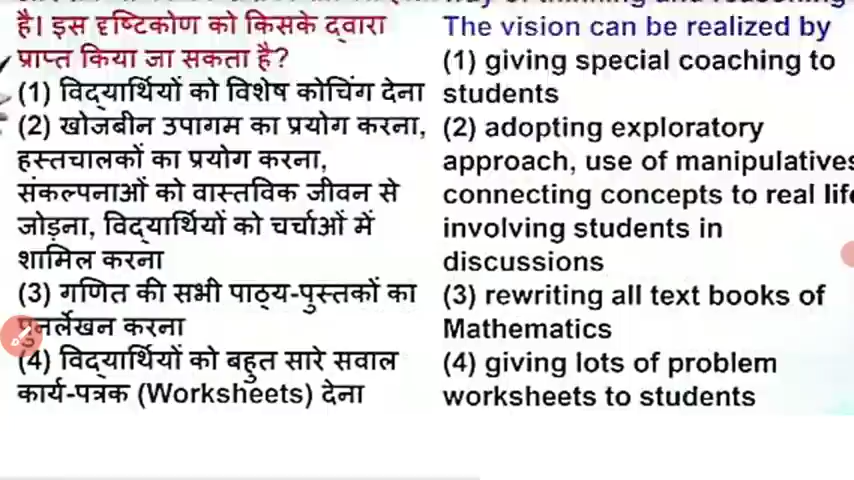 है। इस दृष्टिकोण को किसके द्वारा
प्राप्त किया जा सकता है?
(1) विद्यार्थियों को विशेष कोचिंग देना
(2) खोजबीन उपागम का प्रयोग करना,
हस्तचालकों का प्रयोग करना,
संकल्पनाओं को वास्तविक जीवन से
जोड़ना, विद्यार्थियों को चर्चाओं में
शामिल करना
(3) गणित की सभी पाठ्य-पुस्तकों का
पुनर्लेखन करना
(4) विद्यार्थियों को बहुत सारे सवाल
कार्य-पत्रक (Worksheets) देना
The vision can be realized by
(1) giving special coaching to
students
(2) adopting exploratory
approach, use of manipulatives
connecting concepts to real life
involving students in
discussions
(3) rewriting all text books of
Mathematics
(4) giving lots of problem
worksheets to students